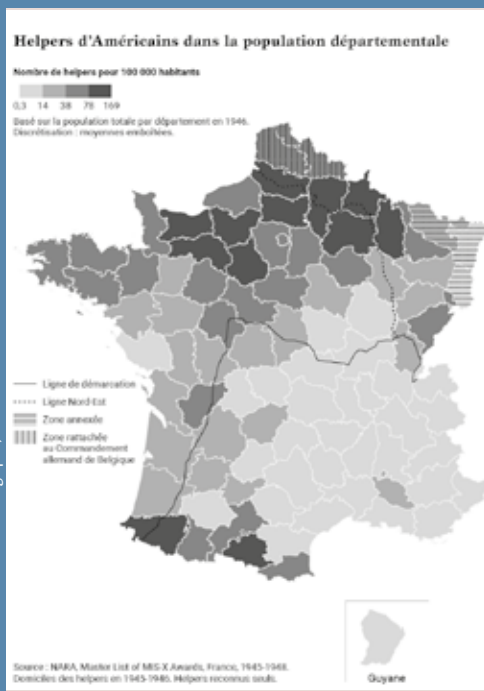 Helpers d'Américains dans la population départementale
Nombre de helpers pour 100 000 habitants
0,3 14 38 78 169
Basé sur la population totale par département en 1946.
Discrétisation : moyennes emboîtées.
Ligne de démarcation
Ligne Nord-Est
Zone annexée
Zone rattachée
au Commandement
allemand de Belgique
Guyane
Source : NARA, Master List of MIS-X Awards, France, 1945-1948.
Domiciles des helpers en 1945-1946. Helpers reconnus seuls.